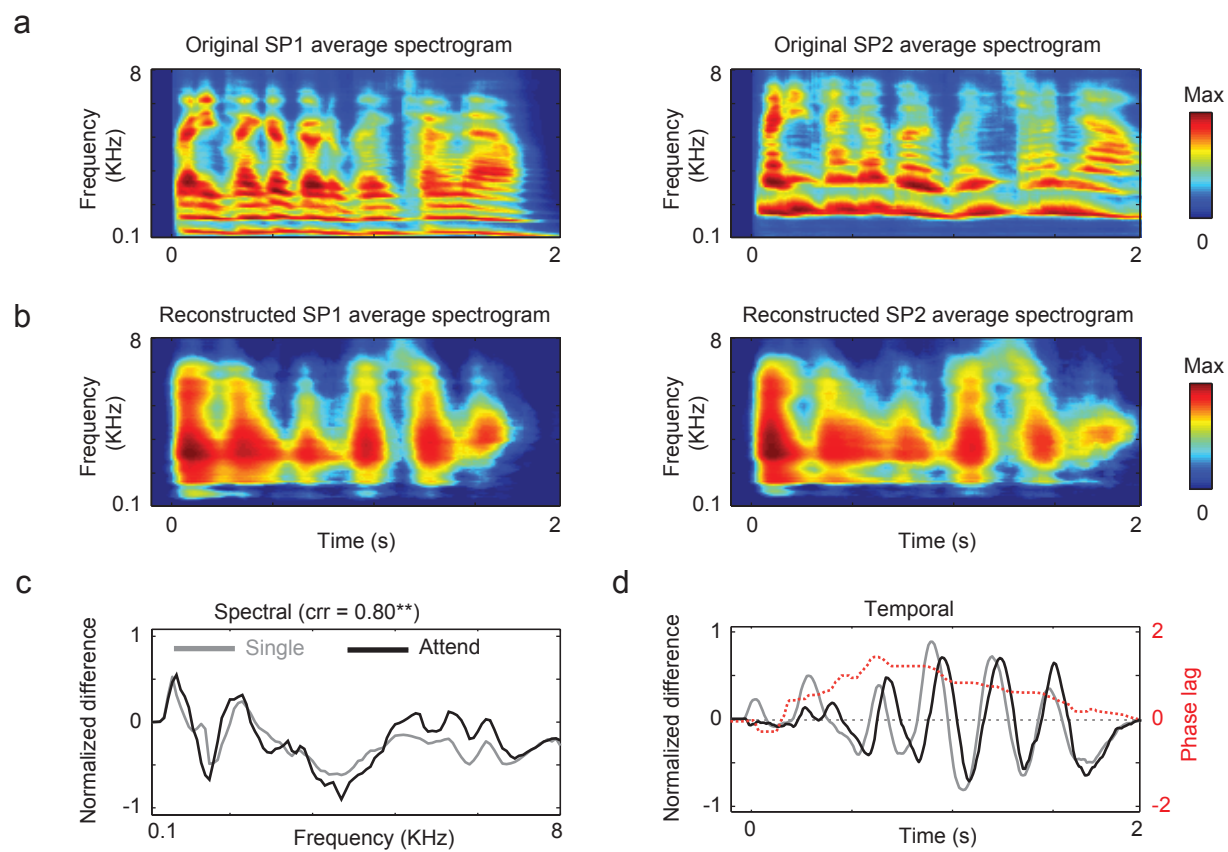 a
Original SP1 average spectrogram
Original SP2 average spectrogram
8
Frequency
(KHz)
0.1
0
2
8
Frequency
(KHz)
0.1
0
2
Max
0
b
Reconstructed SP1 average spectrogram
Reconstructed SP2 average spectrogram
8
Frequency
(KHz)
0.1
0
2
Time (s)
8
Frequency
(KHz)
0.1
0
2
Time (s)
Max
0
c
Spectral (crr = 0.80**)
Single
Attend
1
0
-1
Normalized difference
0.1
8
Frequency (KHz)
d
Temporal
1
0
-1
Normalized difference
2
0
-2
Phase lag
0
2
Time (s)